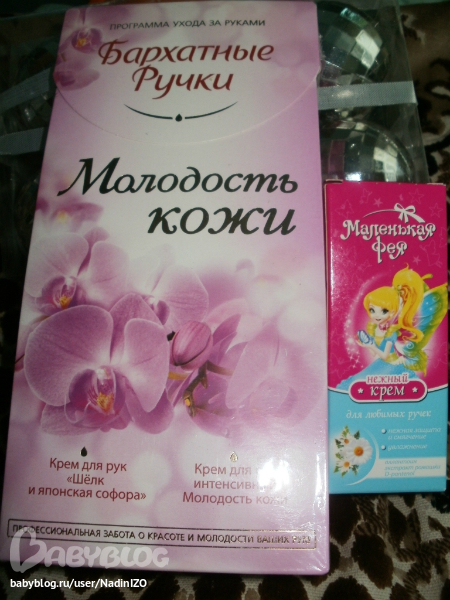 ПРОГРАММА УХОДА ЗА РУКАМИ
Бархатные
Ручки
Молодость
кожи
Крем для рук
«Шёлк
и японская софора»
Крем для
интенсив
Молодость кожи
ПРОФЕССИОНАЛЬНАЯ ЗАБОТА О КРАСОТЕ И МОЛОДОСТИ ВАШИХ РУК
Маленькая
фея
нежный
крем
для любимых ручек
увлажнение
BABYBLOG
babyblog.ru/user/NadinIZO